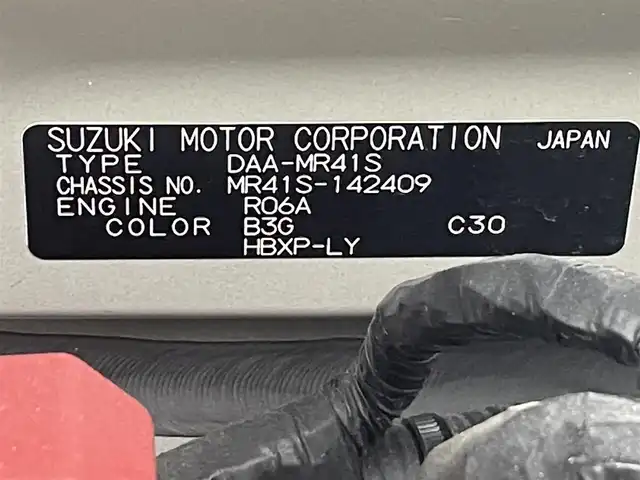 SUZUKI MOTOR CORPORATION JAPAN
TYPE DAA-MR41S
CHASSIS NO. MR41S-142409
ENGINE R06A
COLOR B3G C30
HBXP-LY